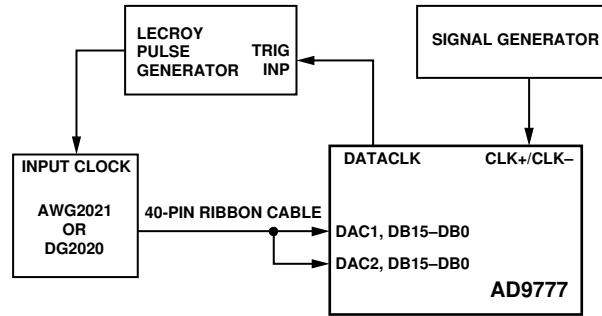 LECROY
PULSE
GENERATOR
TRIG
INP
SIGNAL GENERATOR
INPUT CLOCK
AWG2021
OR
DG2020
40-PIN RIBBON CABLE
DATACLK
CLK+/CLK–
DAC1, DB15–DB0
DAC2, DB15–DB0
AD9777